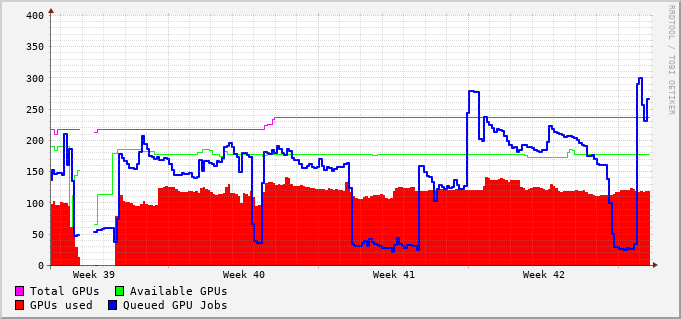 400
350
300
250
200
150
100
50
0
Week 39 Week 40 Week 41 Week 42
Total GPUs Available GPUs
GPUs used Queued GPU Jobs
RRDTOOL / TOBI OETIKER